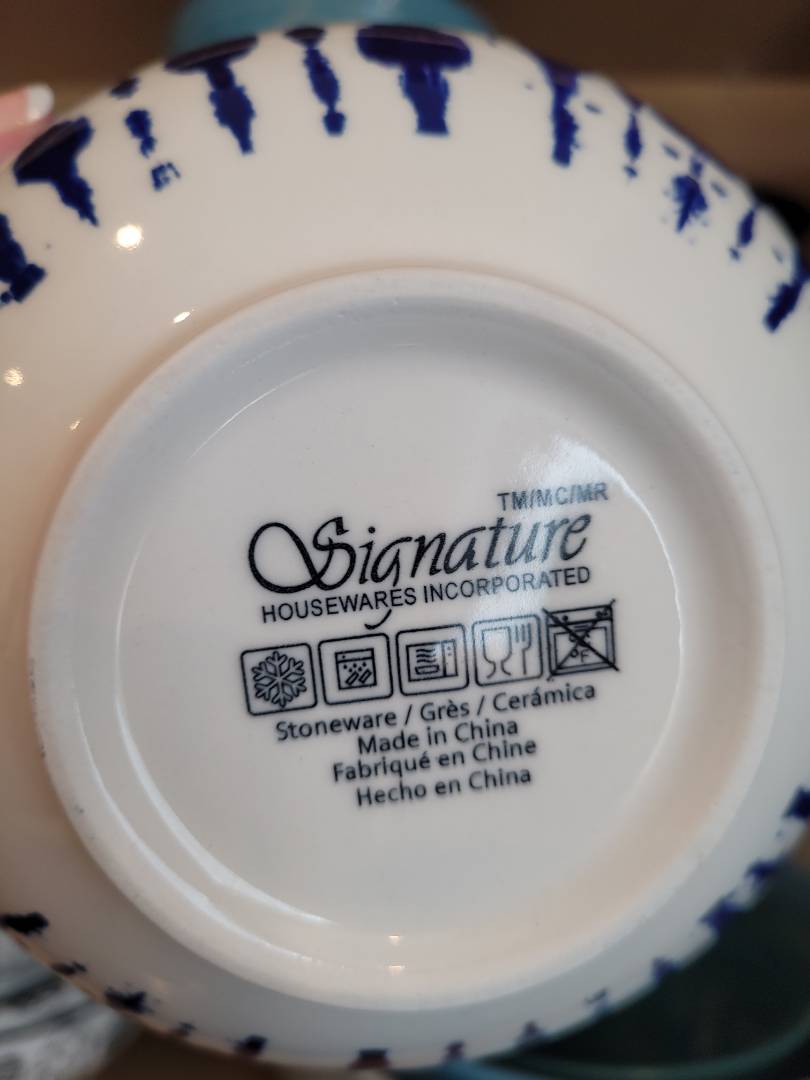 TM/MC/MR
Signature
HOUSEWARES INCORPORATED
°F
Stoneware / Grès / Cerámica
Made in China
Fabriqué en Chine
Hecho en China